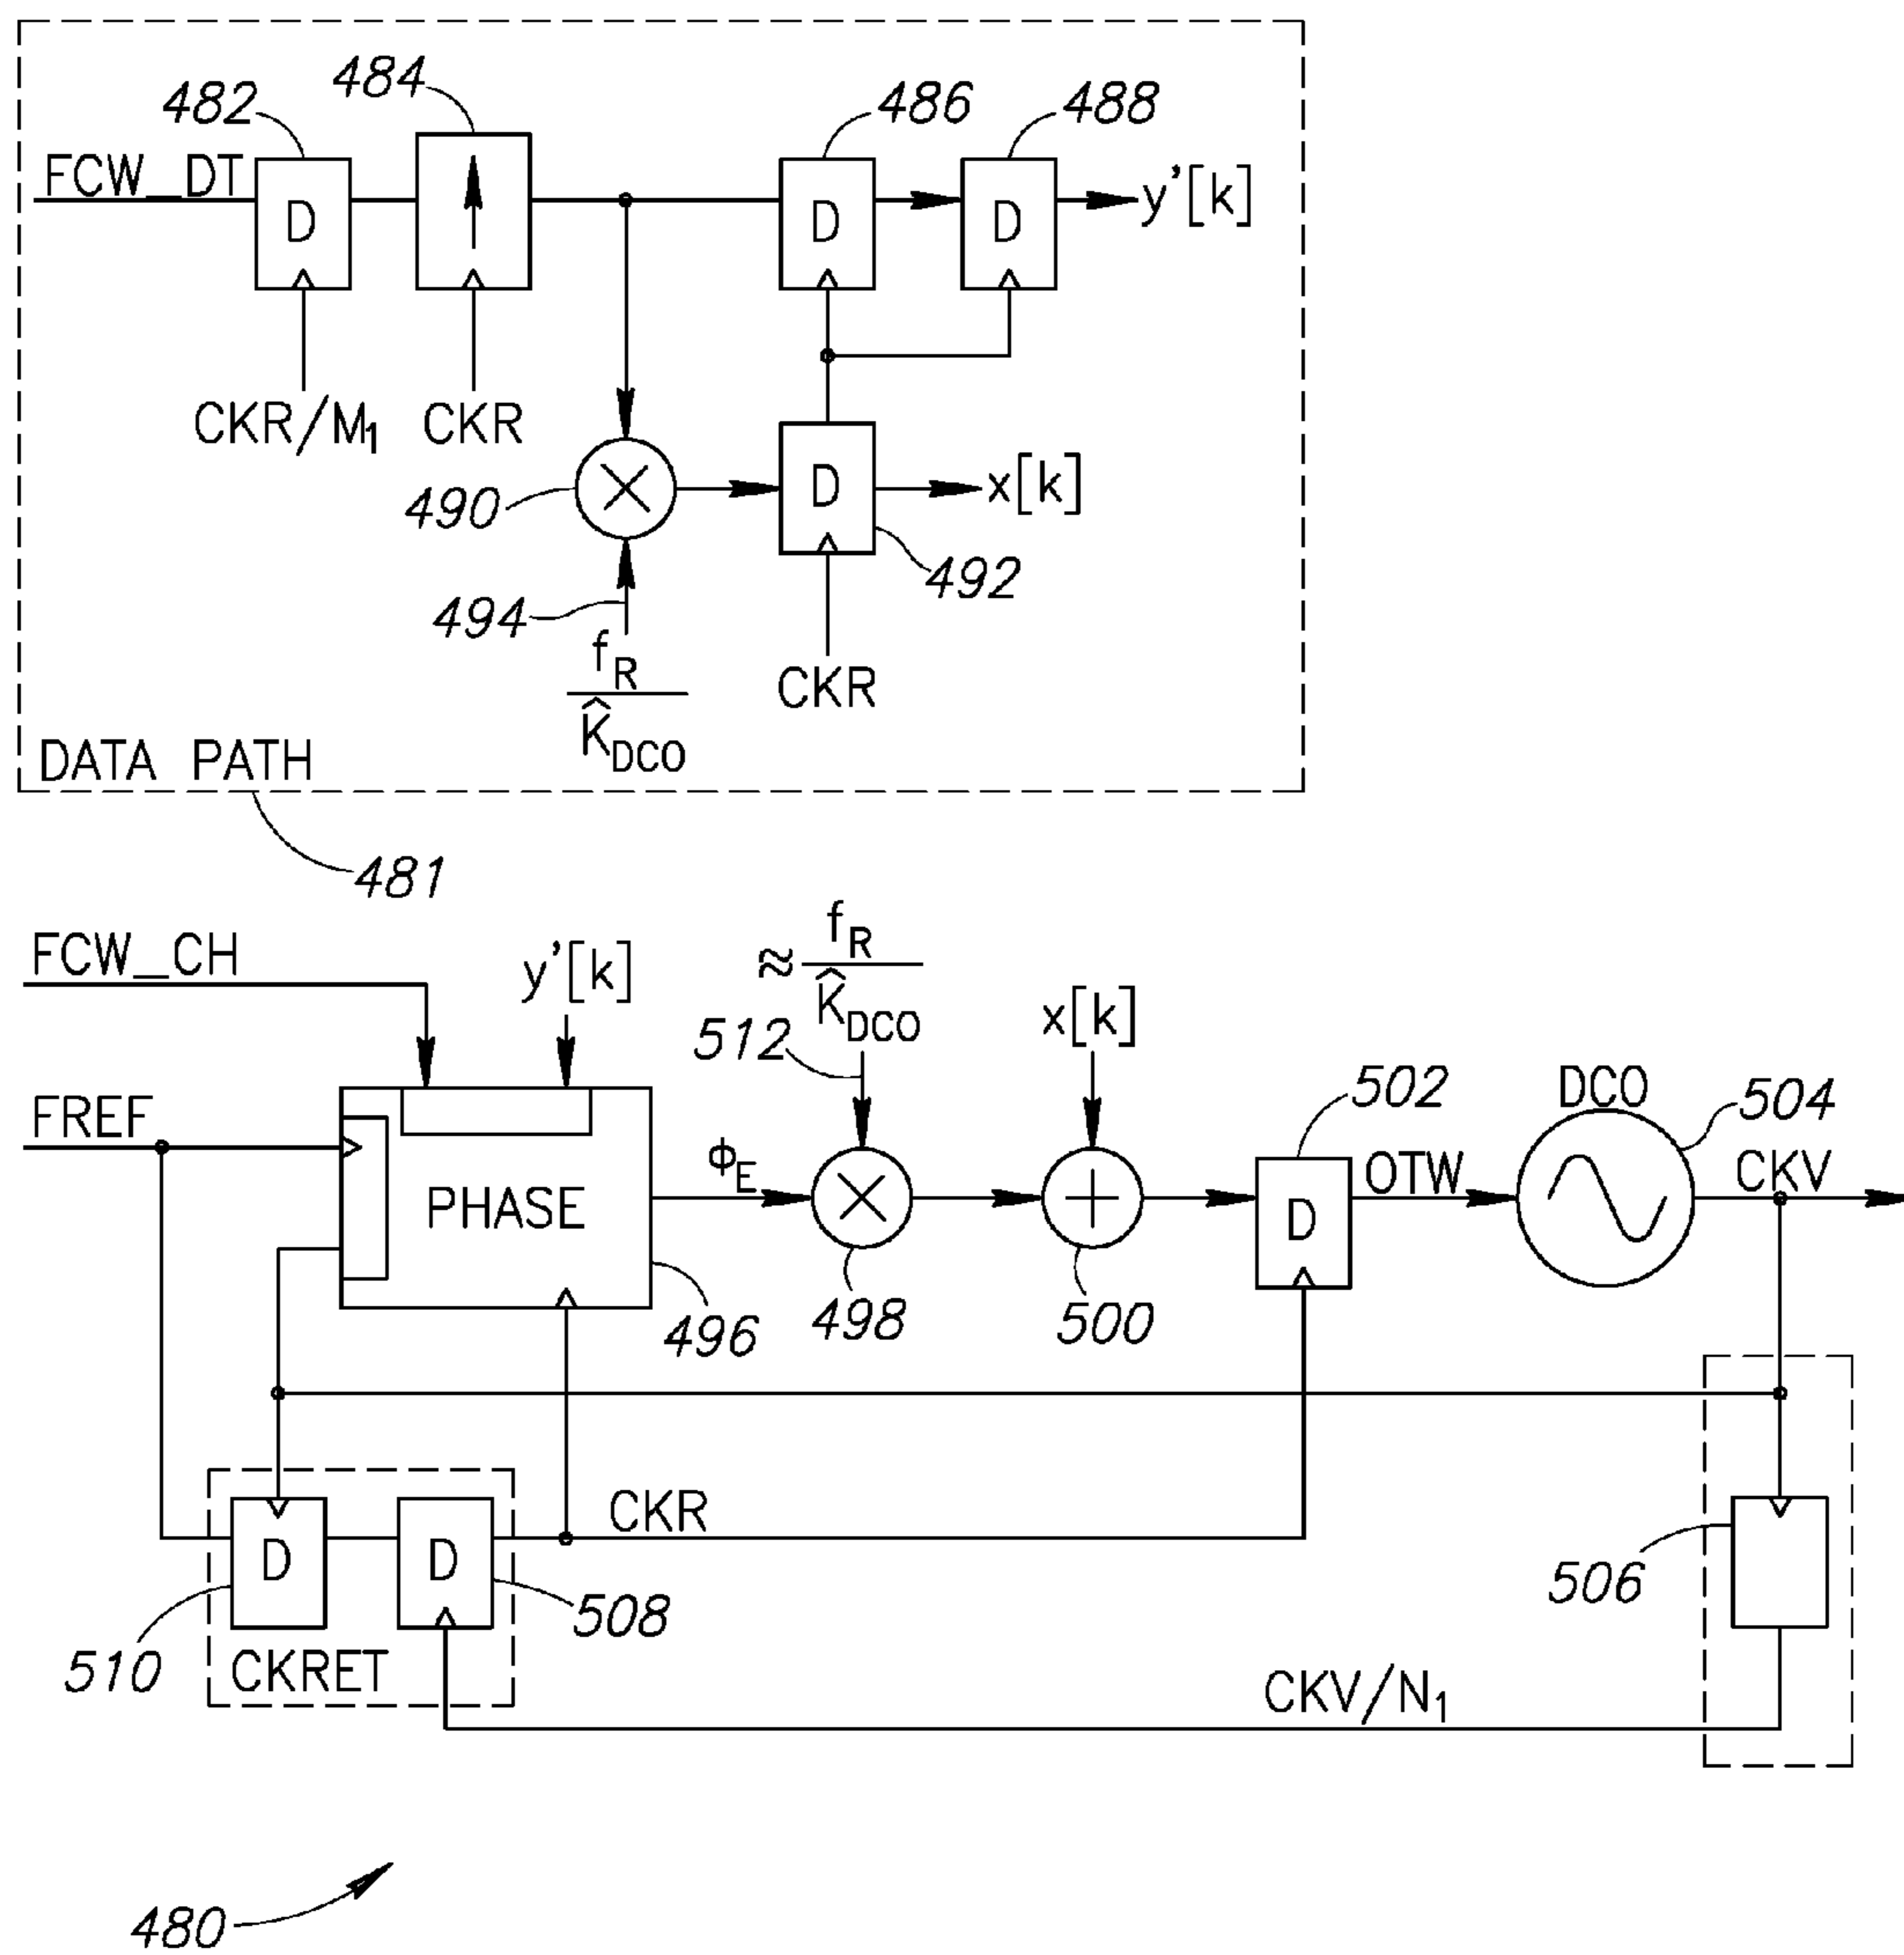 482
484
486
488
FCW_DT
D
D
D
y'[k]
CKR/M1
CKR
490
D
x[k]
492
494
fR
K̂DCO
CKR
DATA PATH
481
FCW_CH
y'[k]
≈ fR
K̂DCO
512
x[k]
FREF
PHASE
ΦE
502
DCO
504
D
OTW
CKV
496
498
500
CKR
D
D
506
510
508
CKRET
CKV/N1
480